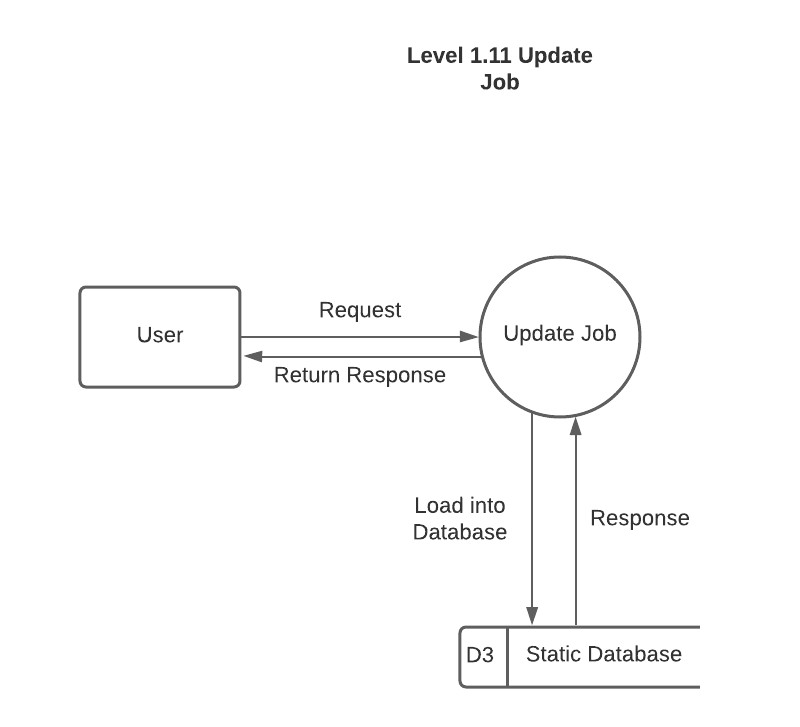 Level 1.11 Update
Job
Request
User
Update Job
Return Response
Load into
Database
Response
D3
Static Database